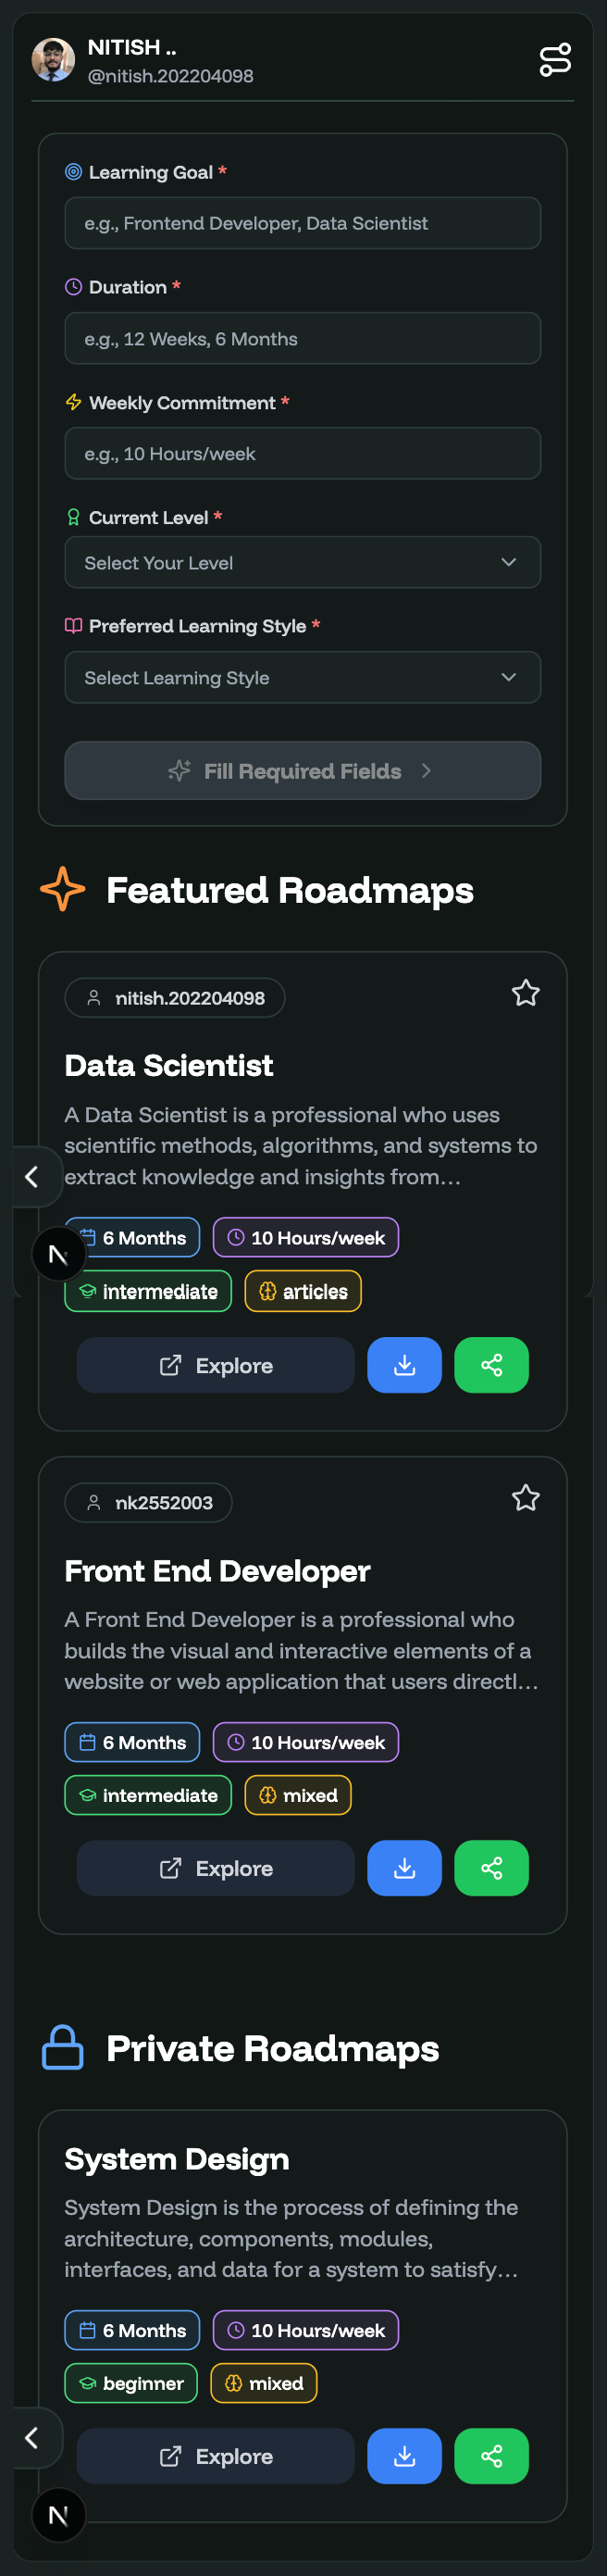 NITISH ..
@nitish.202204098
Learning Goal *
e.g., Frontend Developer, Data Scientist
Duration *
e.g., 12 Weeks, 6 Months
Weekly Commitment *
e.g., 10 Hours/week
Current Level *
Select Your Level
Preferred Learning Style *
Select Learning Style
Fill Required Fields
Featured Roadmaps
nitish.202204098
Data Scientist
A Data Scientist is a professional who uses
scientific methods, algorithms, and systems to
extract knowledge and insights from...
6 Months 10 Hours/week
N
intermediate articles
Explore
nk2552003
Front End Developer
A Front End Developer is a professional who
builds the visual and interactive elements of a
website or web application that users directl...
6 Months 10 Hours/week
intermediate mixed
Explore
Private Roadmaps
System Design
System Design is the process of defining the
architecture, components, modules,
interfaces, and data for a system to satisfy...
6 Months 10 Hours/week
beginner mixed
Explore
N